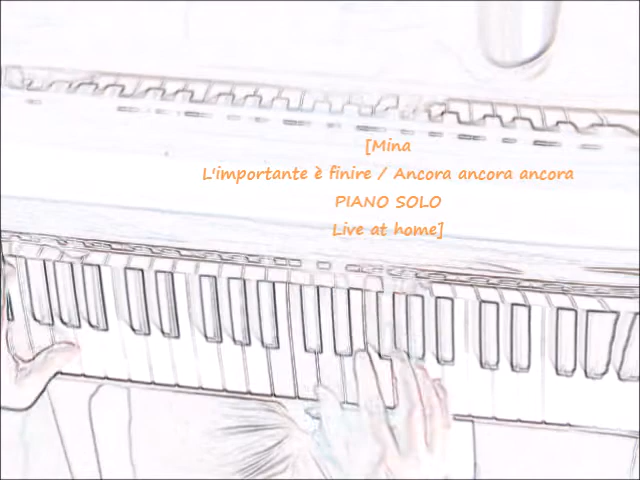 [Mina
L'importante è finire / Ancora ancora ancora
PIANO SOLO
Live at home]